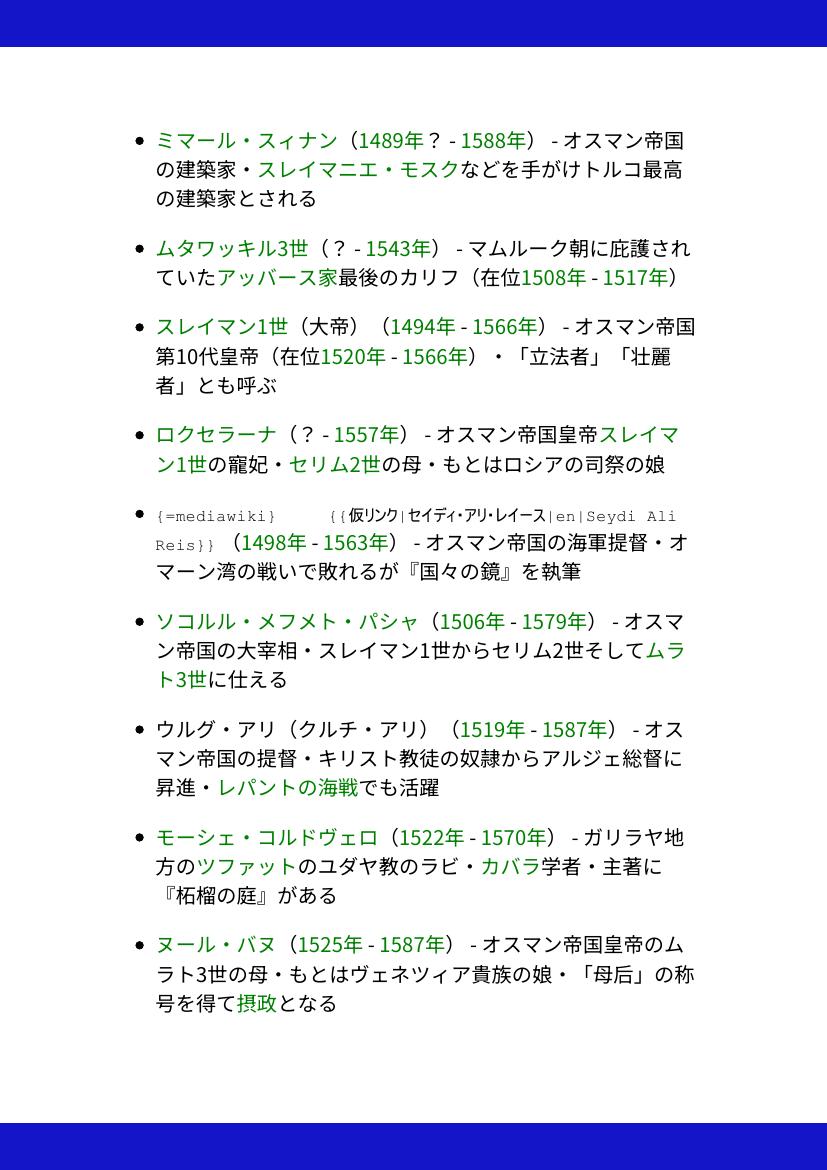 ミマール・スィナン（1489年？ - 1588年） - オスマン帝国
の建築家・スレイマニエ・モスクなどを手がけトルコ最高
の建築家とされる
ムタワッキル3世（？ - 1543年） - マムルーク朝に庇護され
ていたアッバース家最後のカリフ（在位1508年 - 1517年）
スレイマン1世（大帝）（1494年 - 1566年） - オスマン帝国
第10代皇帝（在位1520年 - 1566年）・「立法者」「壮麗
者」とも呼ぶ
ロクセラーナ（？ - 1557年） - オスマン帝国皇帝スレイマ
ン1世の寵妃・セリム2世の母・もとはロシアの司祭の娘
{=mediawiki} {{仮リンク|セイディ・アリ・レイース|en|Seydi Ali
Reis}} （1498年 - 1563年） - オスマン帝国の海軍提督・オ
マーン湾の戦いで敗れるが『国々の鏡』を執筆
ソコルル・メフメト・パシャ（1506年 - 1579年） - オスマ
ン帝国の大宰相・スレイマン1世からセリム2世そしてムラ
ト3世に仕える
ウルグ・アリ（クルチ・アリ）（1519年 - 1587年） - オス
マン帝国の提督・キリスト教徒の奴隷からアルジェ総督に
昇進・レパントの海戦でも活躍
モーシェ・コルドヴェロ（1522年 - 1570年） - ガリラヤ地
方のツファットのユダヤ教のラビ・カバラ学者・主著に
『柘榴の庭』がある
ヌール・バヌ（1525年 - 1587年） - オスマン帝国皇帝のム
ラト3世の母・もとはヴェネツィア貴族の娘・「母后」の称
号を得て摂政となる